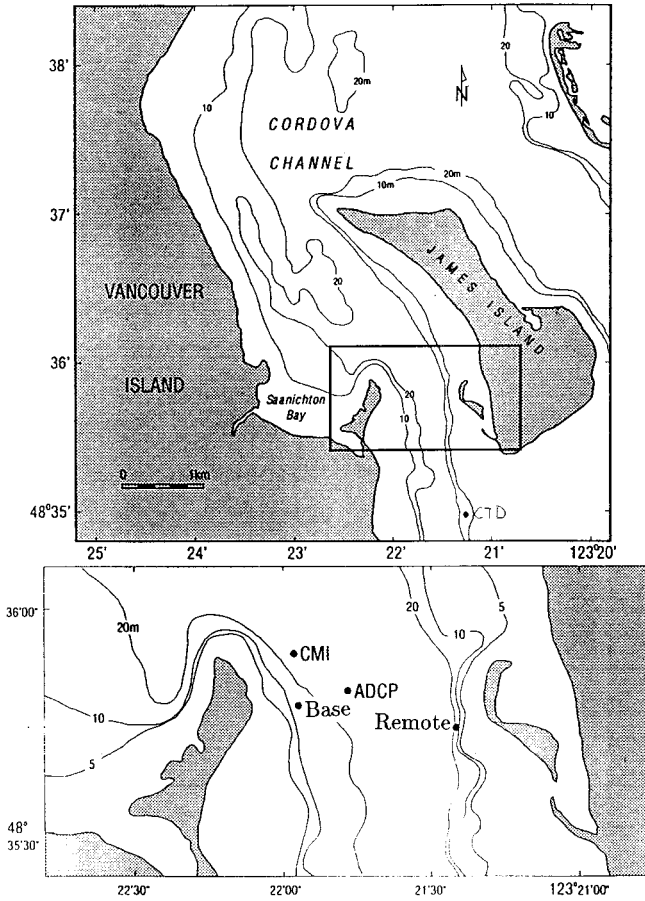 38'
20
20m
10
N
10
CORDOVA
CHANNEL
20m
10m
37'
JAMES ISLAND
20
VANCOUVER
36'
ISLAND
Saanichton
Bay
20
10
0 1km
48°35'
CTD
25' 24' 23' 22' 21' 123°20'
36'00"
20m
20
5
10
CMI
ADCP
Base
Remote
10
5
48°
35'30"
22'30" 22'00" 21'30" 123°21'00"